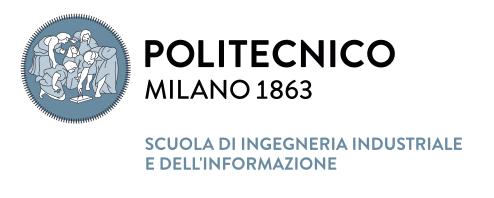 POLITECNICO
MILANO 1863
SCUOLA DI INGEGNERIA INDUSTRIALE
E DELL'INFORMAZIONE